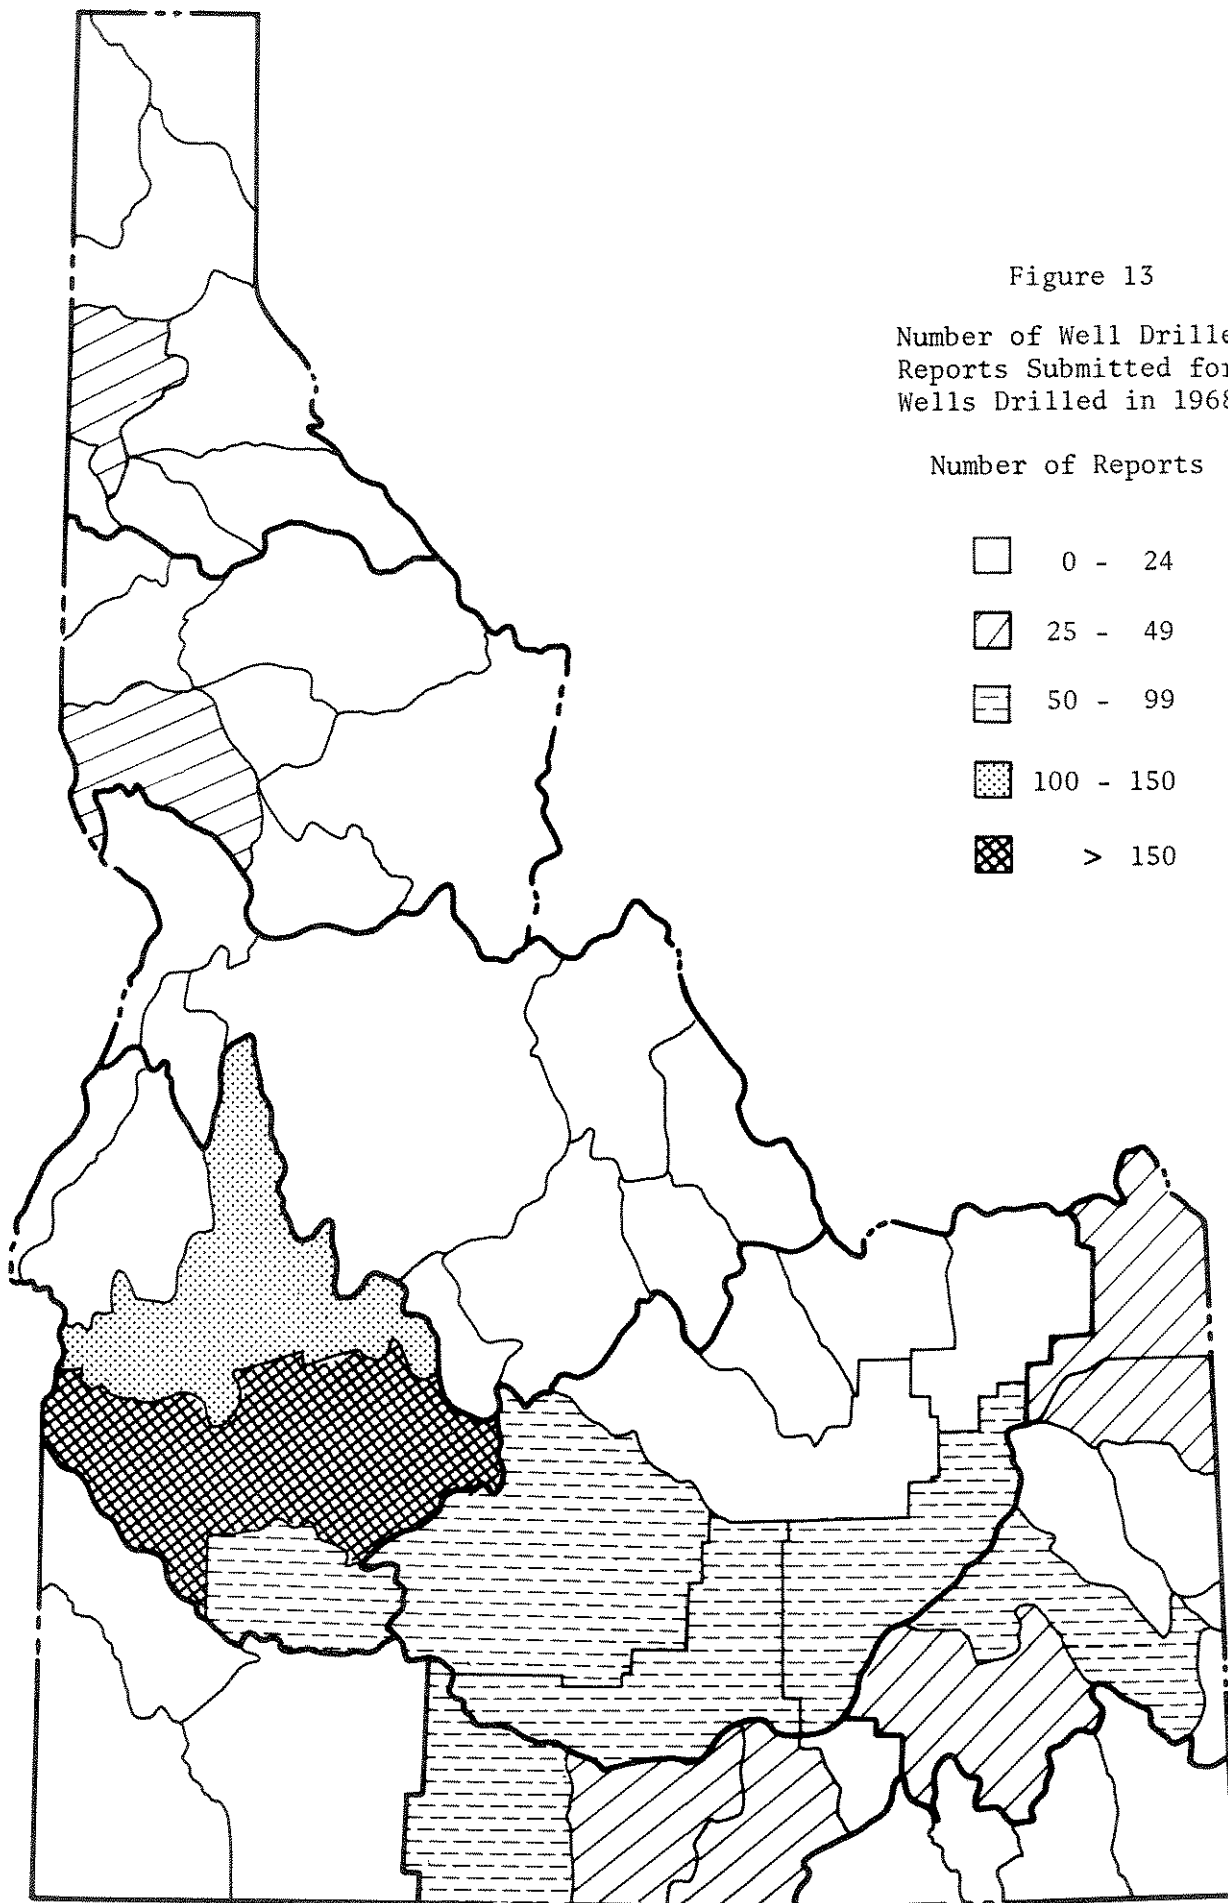 Figure 13
Number of Well Drille
Reports Submitted for
Wells Drilled in 1968
Number of Reports
0 - 24
25 - 49
50 - 99
100 - 150
> 150